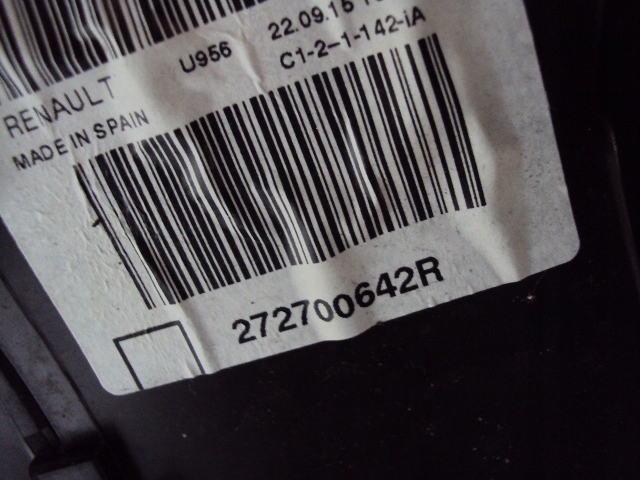 RENAULT U956 22.09.15
MADE IN SPAIN C1-2-1-142-iA
272700642R